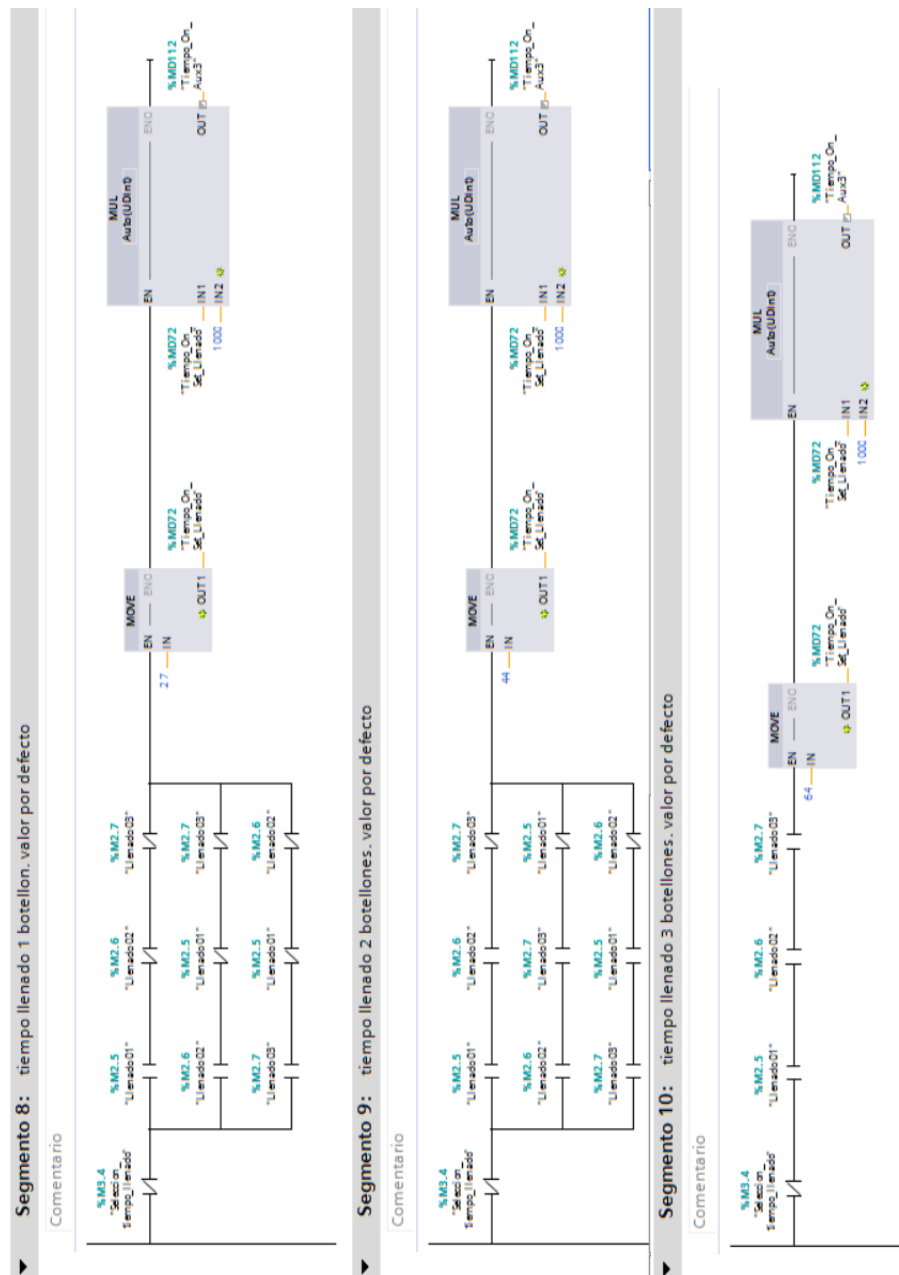 Segmento 8: tiempo llenado 1 botellon. valor por defecto
Comentario
%M3.4
"Seleccion_
tiempo_llenado"
%M2.5
"Llenado01"
%M2.6
"Llenado02"
%M2.7
"Llenado03"
%M2.6
"Llenado02"
%M2.5
"Llenado01"
%M2.7
"Llenado03"
%M2.7
"Llenado03"
%M2.5
"Llenado01"
%M2.6
"Llenado02"
MOVE
EN ENO
27 IN
OUT1
%MD72
"Tiempo_On_
Set_Llenado"
MUL
Auto (UDInt)
EN ENO
%MD72
"Tiempo_On_
Set_Llenado"
IN1
1000 IN2
OUT
%MD112
"Tiempo_On_
Aux3"
Segmento 9: tiempo llenado 2 botellones. valor por defecto
Comentario
%M3.4
"Seleccion_
tiempo_llenado"
%M2.5
"Llenado01"
%M2.6
"Llenado02"
%M2.7
"Llenado03"
%M2.6
"Llenado02"
%M2.7
"Llenado03"
%M2.5
"Llenado01"
%M2.7
"Llenado03"
%M2.5
"Llenado01"
%M2.6
"Llenado02"
MOVE
EN ENO
44 IN
OUT1
%MD72
"Tiempo_On_
Set_Llenado"
MUL
Auto (UDInt)
EN ENO
%MD72
"Tiempo_On_
Set_Llenado"
IN1
1000 IN2
OUT
%MD112
"Tiempo_On_
Aux3"
Segmento 10: tiempo llenado 3 botellones. valor por defecto
Comentario
%M3.4
"Seleccion_
tiempo_llenado"
%M2.5
"Llenado01"
%M2.6
"Llenado02"
%M2.7
"Llenado03"
MOVE
EN ENO
64 IN
OUT1
%MD72
"Tiempo_On_
Set_Llenado"
MUL
Auto (UDInt)
EN ENO
%MD72
"Tiempo_On_
Set_Llenado"
IN1
1000 IN2
OUT
%MD112
"Tiempo_On_
Aux3"